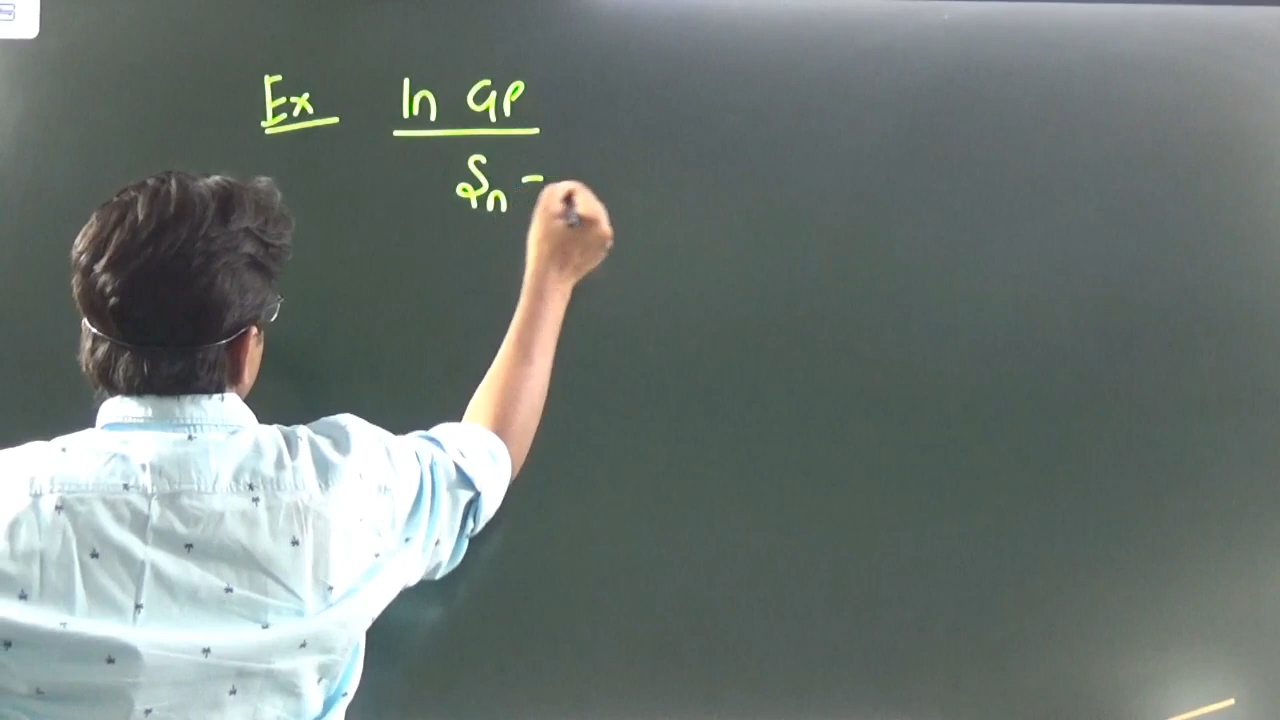 Ex In GP
Sn =